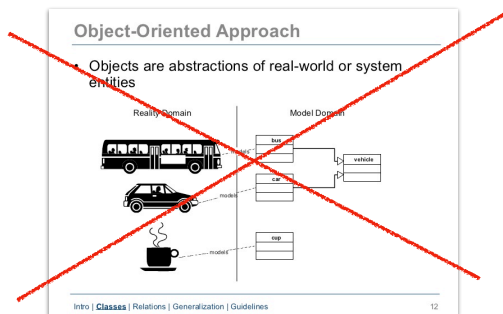 Object-Oriented Approach
• Objects are abstractions of real-world or system
entities
Reality Domain
Model Domain
bus
vehicle
models
car
models
cup
models
Intro | Classes | Relations | Generalization | Guidelines
12